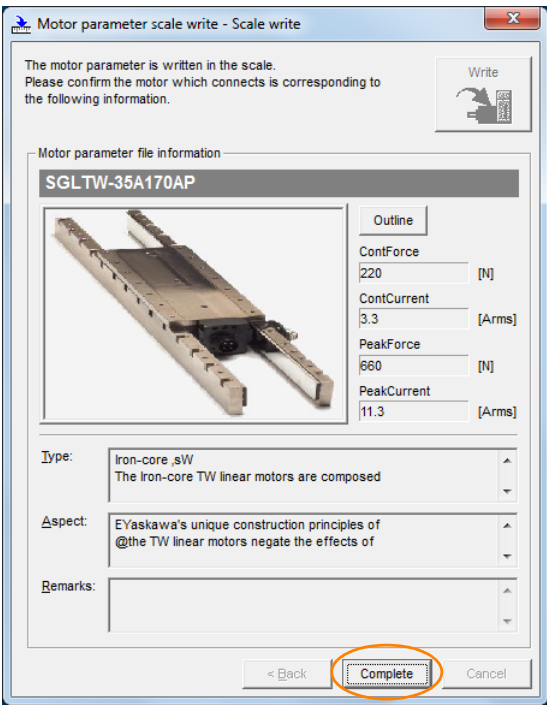 Motor parameter scale write - Scale write
The motor parameter is written in the scale.
Please confirm the motor which connects is corresponding to
the following information.
Write
Motor parameter file information
SGLTW-35A170AP
Outline
ContForce
220 [N]
ContCurrent
3.3 [Arms]
PeakForce
660 [N]
PeakCurrent
11.3 [Arms]
Type:
Iron-core ,sW
The Iron-core TW linear motors are composed
Aspect:
EYaskawa's unique construction principles of
@the TW linear motors negate the effects of
Remarks:
< Back
Complete
Cancel